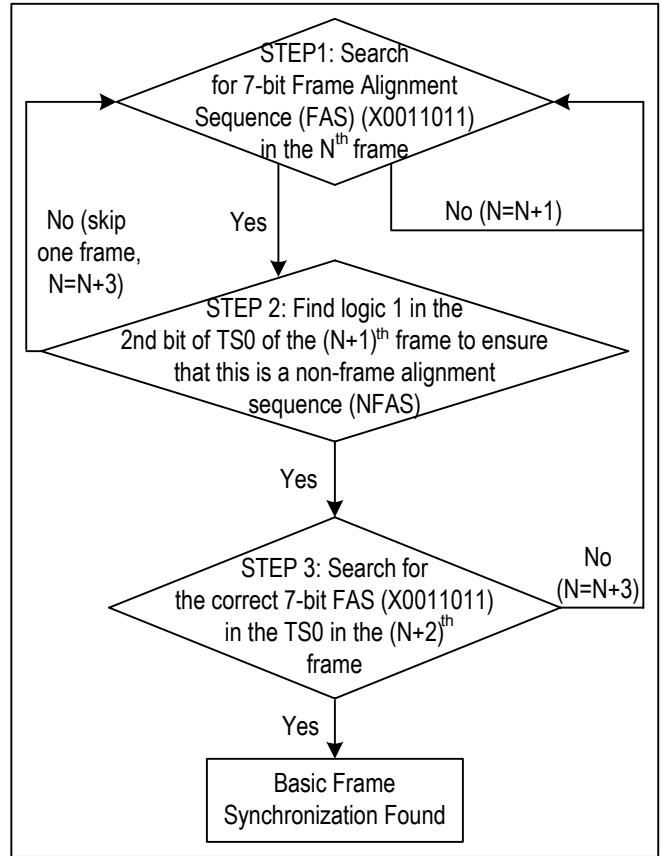 STEP1: Search
for 7-bit Frame Alignment
Sequence (FAS) (X0011011)
in the Nth frame
No (skip
one frame,
N=N+3)
Yes
No (N=N+1)
STEP 2: Find logic 1 in the
2nd bit of TS0 of the (N+1)th frame to ensure
that this is a non-frame alignment
sequence (NFAS)
Yes
STEP 3: Search for
the correct 7-bit FAS (X0011011)
in the TS0 in the (N+2)th
frame
No
(N=N+3)
Yes
Basic Frame
Synchronization Found